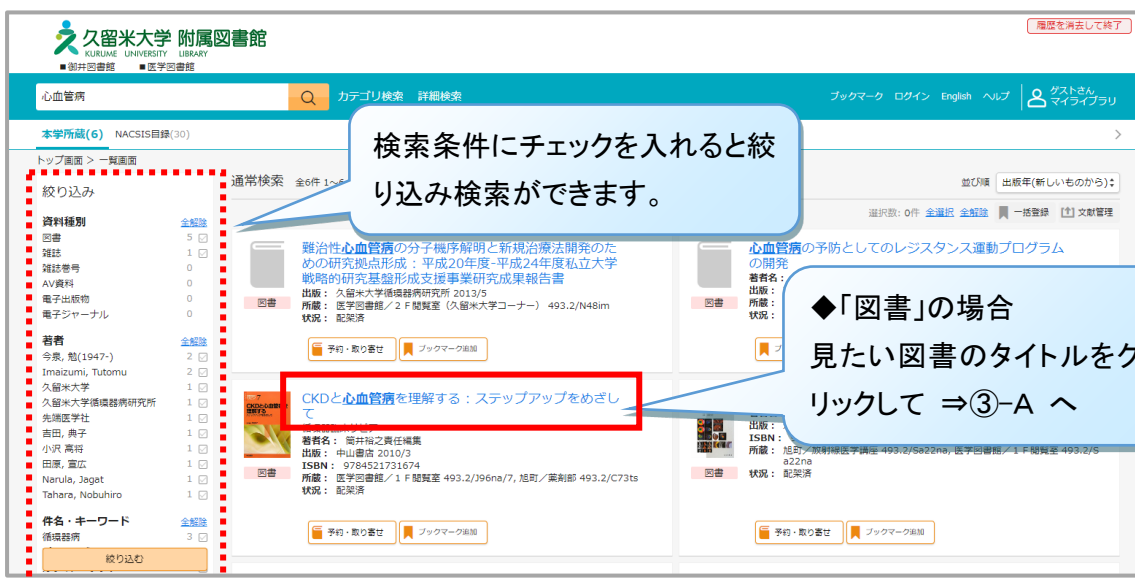 久留米大学 附属図書館
KURUME UNIVERSITY LIBRARY
■御井図書館 ■医学図書館
履歴を消去して終了
心血管病
カテゴリ検索 詳細検索
ブックマーク ログイン English ヘルプ
ゲストさん
マイライブラリ
本学所蔵(6) NACSIS目録(30)
トップ画面 > 一覧画面
検索条件にチェックを入れると絞
り込み検索ができます。
絞り込み
資料種別 全解除
図書 5
雑誌 1
雑誌巻号 0
AV資料 0
電子出版物 0
電子ジャーナル 0
著者 全解除
今泉, 勉(1947-) 2
Imaizumi, Tutomu 2
久留米大学 1
久留米大学循環器病研究所 1
先端医学社 1
吉田, 典子 1
小沢 高将 1
田原, 宣広 1
Narula, Jagat 1
Tahara, Nobuhiro 1
件名・キーワード 全解除
循環器病 3
絞り込む
通常検索 全6件 1~6
並び順 出版年(新しいものから)
選択数: 0件 全選択 全解除 一括登録 文献管理
難治性心血管病の分子機序解明と新規治療法開発のた
めの研究拠点形成 : 平成20年度-平成24年度私立大学
戦略的研究基盤形成支援事業研究成果報告書
出版 : 久留米大学循環器病研究所 2013/5
図書
所蔵 : 医学図書館/2F閲覧室(久留米大学コーナー) 493.2/N48im
状況 : 配架済
予約・取り寄せ ブックマーク追加
心血管病の予防としてのレジスタンス運動プログラム
の開発
著者名 :
出版 :
図書
所蔵 :
状況 :
◆「図書」の場合
見たい図書のタイトルをク
リックして ⇒③-A へ
CKDと心血管病を理解する : ステップアップをめざし
て
著者名 : 筒井裕之責任編集
出版 : 中山書店 2010/3
ISBN : 9784521731674
図書
所蔵 : 医学図書館/1F閲覧室 493.2/J96na/7, 旭町/薬剤部 493.2/C73ts
状況 : 配架済
予約・取り寄せ ブックマーク追加
出版 :
ISBN :
図書
所蔵 : 旭町/放射線医学講座 493.2/Sa22na, 医学図書館/1F閲覧室 493.2/S
a22na
状況 : 配架済
予約・取り寄せ ブックマーク追加